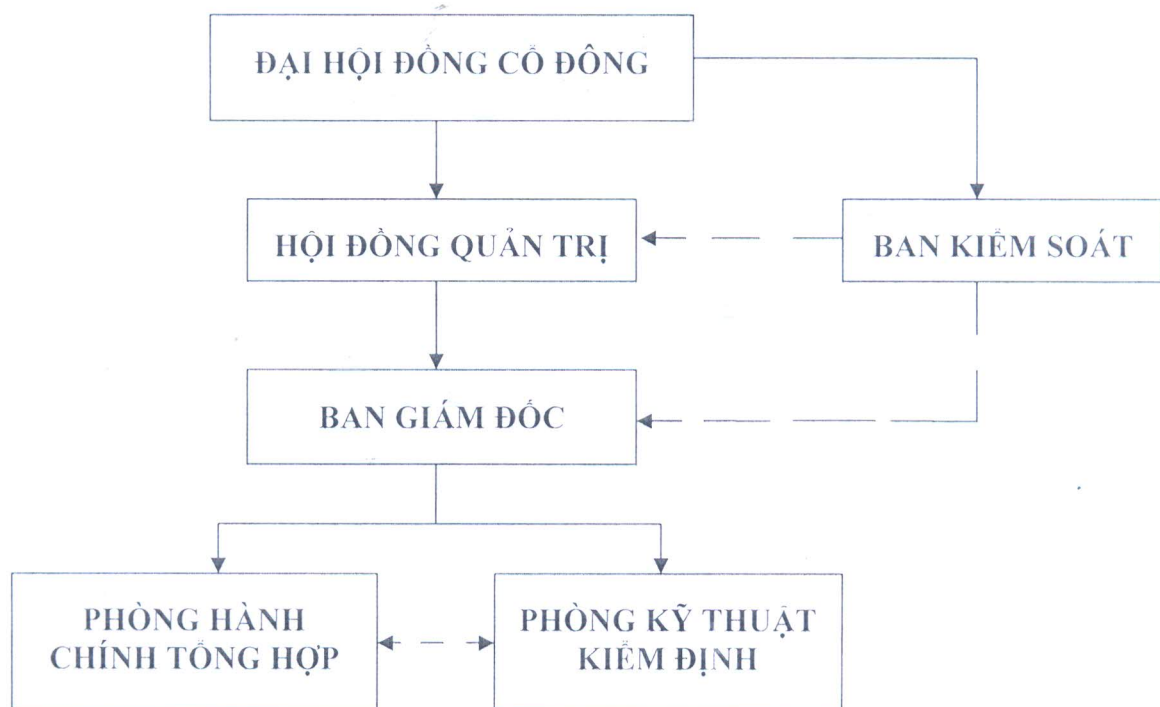 ĐẠI HỘI ĐỒNG CỔ ĐÔNG
HỘI ĐỒNG QUẢN TRỊ
BAN KIỂM SOÁT
BAN GIÁM ĐỐC
PHÒNG HÀNH
CHÍNH TỔNG HỢP
PHÒNG KỸ THUẬT
KIỂM ĐỊNH